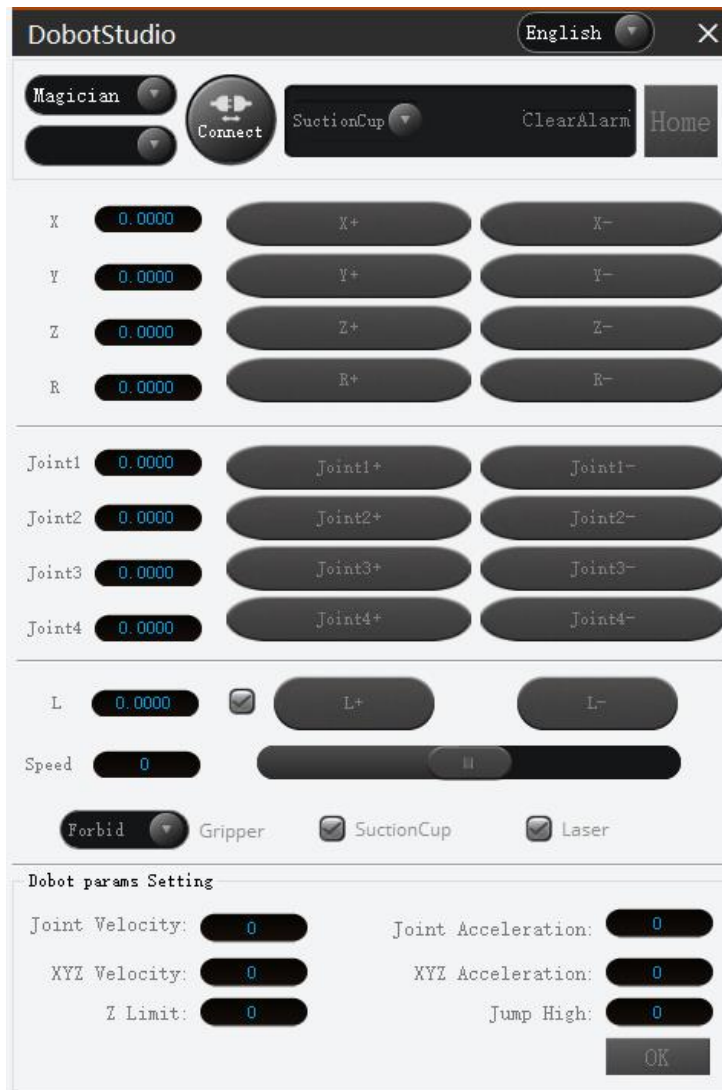 DobotStudio English
Magician
Connect SuctionCup ClearAlarm Home
X 0.0000 X+ X-
Y 0.0000 Y+ Y-
Z 0.0000 Z+ Z-
R 0.0000 R+ R-
Joint1 0.0000 Joint1+ Joint1-
Joint2 0.0000 Joint2+ Joint2-
Joint3 0.0000 Joint3+ Joint3-
Joint4 0.0000 Joint4+ Joint4-
L 0.0000 L+ L-
Speed 0
Forbid Gripper SuctionCup Laser
Dobot params Setting
Joint Velocity: 0 Joint Acceleration: 0
XYZ Velocity: 0 XYZ Acceleration: 0
Z Limit: 0 Jump High: 0
OK